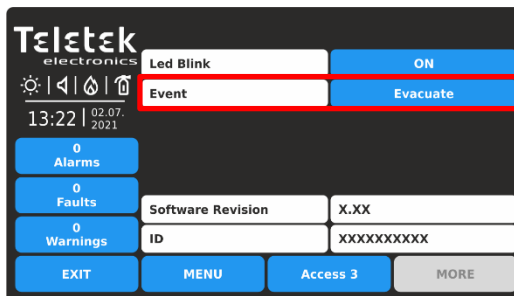 Teletek
electronics
13:22 02.07.
2021
0
Alarms
0
Faults
0
Warnings
Led Blink ON
Event Evacuate
Software Revision X.XX
ID XXXXXXXXXX
EXIT MENU Access 3 MORE